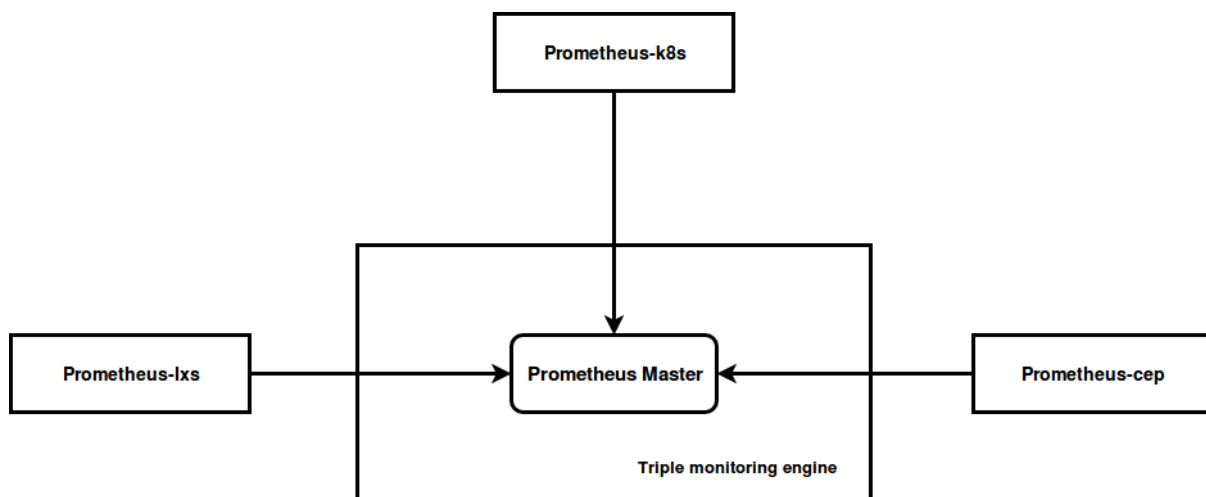 Prometheus-k8s
Prometheus-lxs
Prometheus Master
Prometheus-cep
Triple monitoring engine